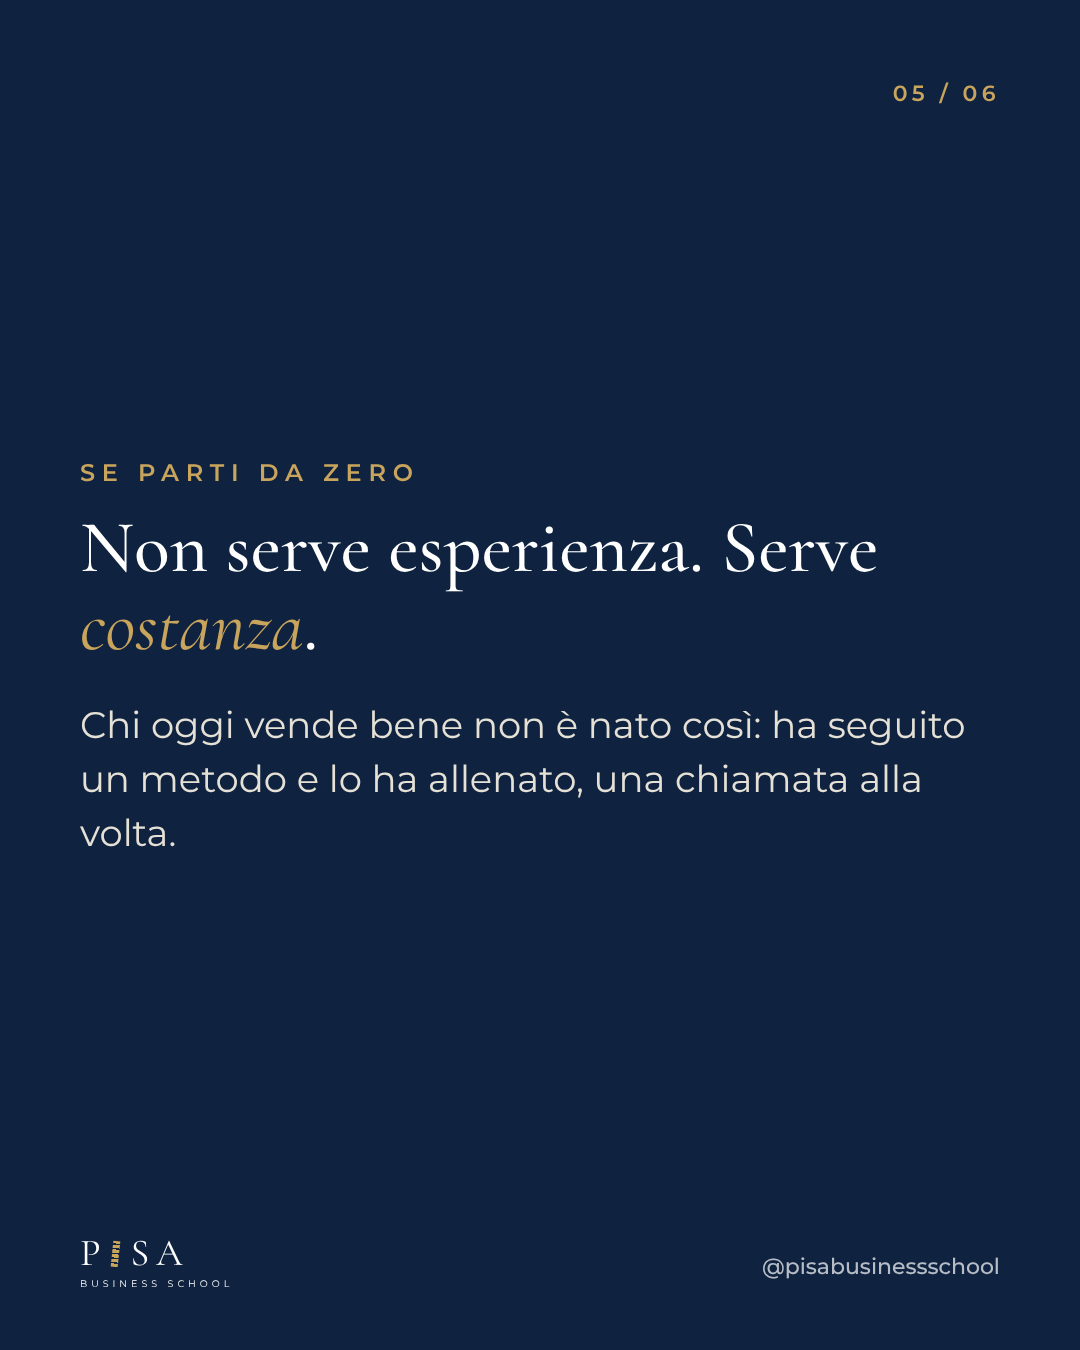 05 / 06
SE PARTI DA ZERO
Non serve esperienza. Serve
costanza.
Chi oggi vende bene non è nato così: ha seguito
un metodo e lo ha allenato, una chiamata alla
volta.
PISA
BUSINESS SCHOOL
@pisabusinessschool